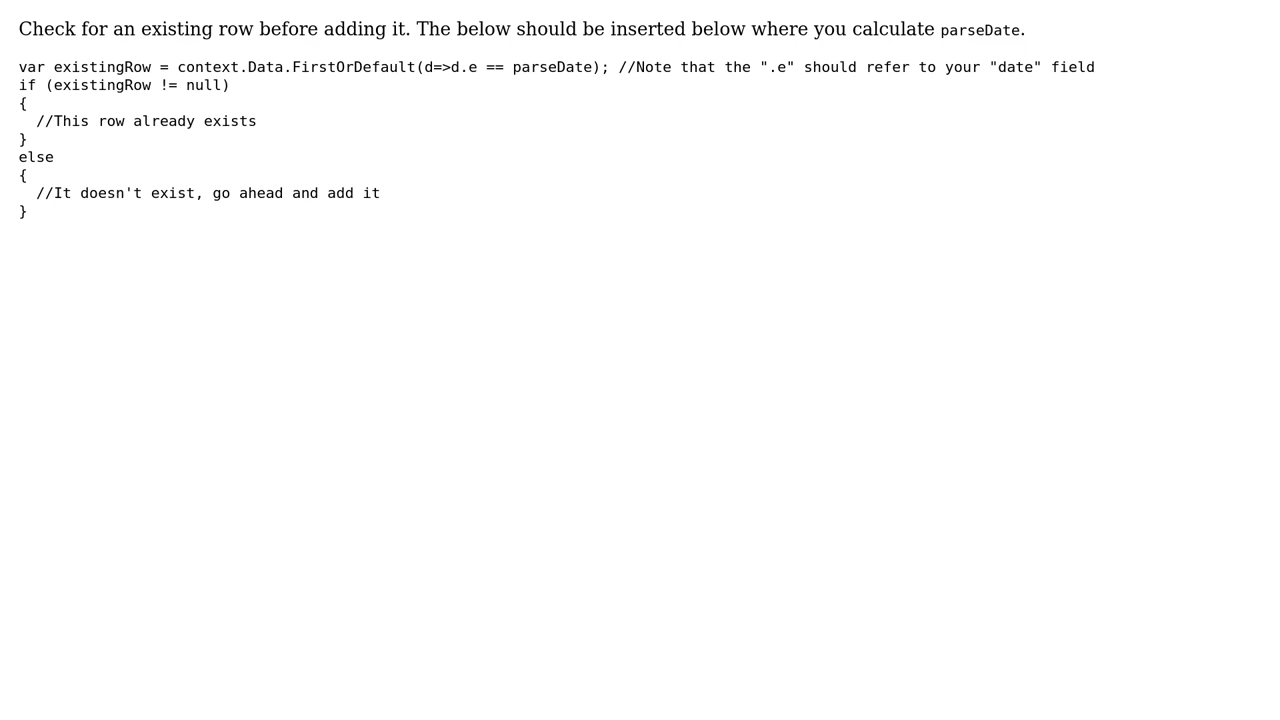 Check for an existing row before adding it. The below should be inserted below where you calculate parseDate.
var existingRow = context.Data.FirstOrDefault(d=>d.e == parseDate); //Note that the ".e" should refer to your "date" field
if (existingRow != null)
{
  //This row already exists
}
else
{
  //It doesn't exist, go ahead and add it
}